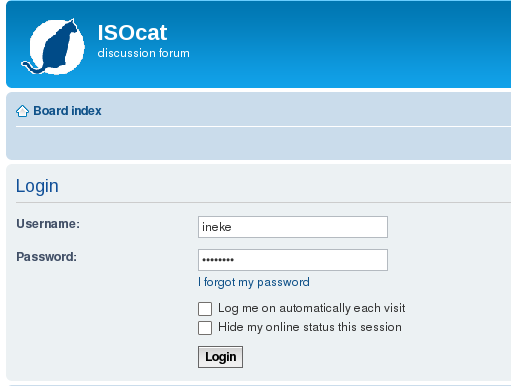 ISOcat
discussion forum
Board index
Login
Username:
ineke
Password:
••••••••
I forgot my password
Log me on automatically each visit
Hide my online status this session
Login